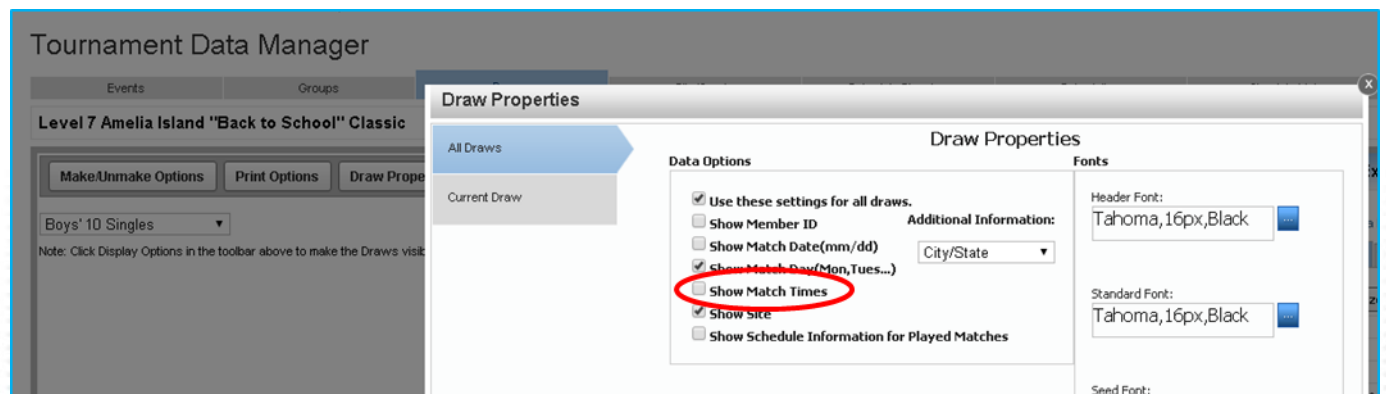 Tournament Data Manager
Events
Groups
Level 7 Amelia Island "Back to School" Classic
Make/Unmake Options
Print Options
Draw Prope
Boys' 10 Singles
Note: Click Display Options in the toolbar above to make the Draws visib
Draw Properties
X
All Draws
Current Draw
Draw Properties
Data Options
Use these settings for all draws.
Show Member ID
Show Match Date(mm/dd)
Show Match Day(Mon,Tues...)
Show Match Times
Show Site
Show Schedule Information for Played Matches
Additional Information:
City/State
Fonts
Header Font:
Tahoma,16px,Black
...
Standard Font:
Tahoma,16px,Black
...
Seed Font: